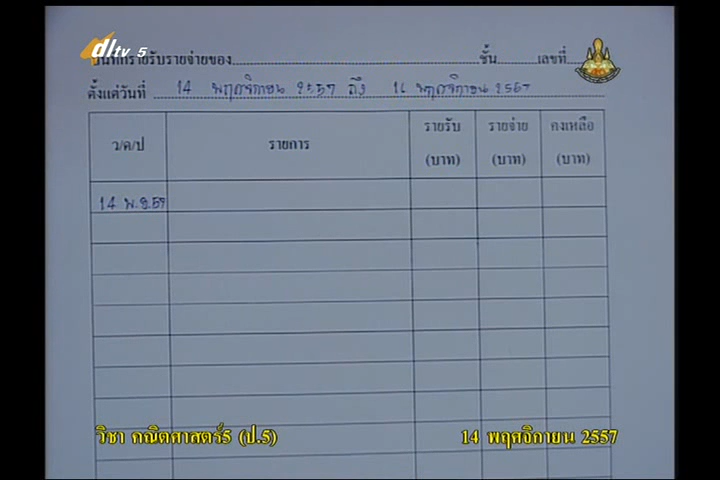 dltv 5
บันทึกรายรับรายจ่ายของ ชั้น เลขที่
ตั้งแต่วันที่ 14 พฤศจิกายน 2557 ถึง 16 พฤศจิกายน 2557
ว/ด/ป รายการ รายรับ (บาท) รายจ่าย (บาท) คงเหลือ (บาท)
14 พ.ย.57
วิชา คณิตศาสตร์5 (ป.5) 14 พฤศจิกายน 2557